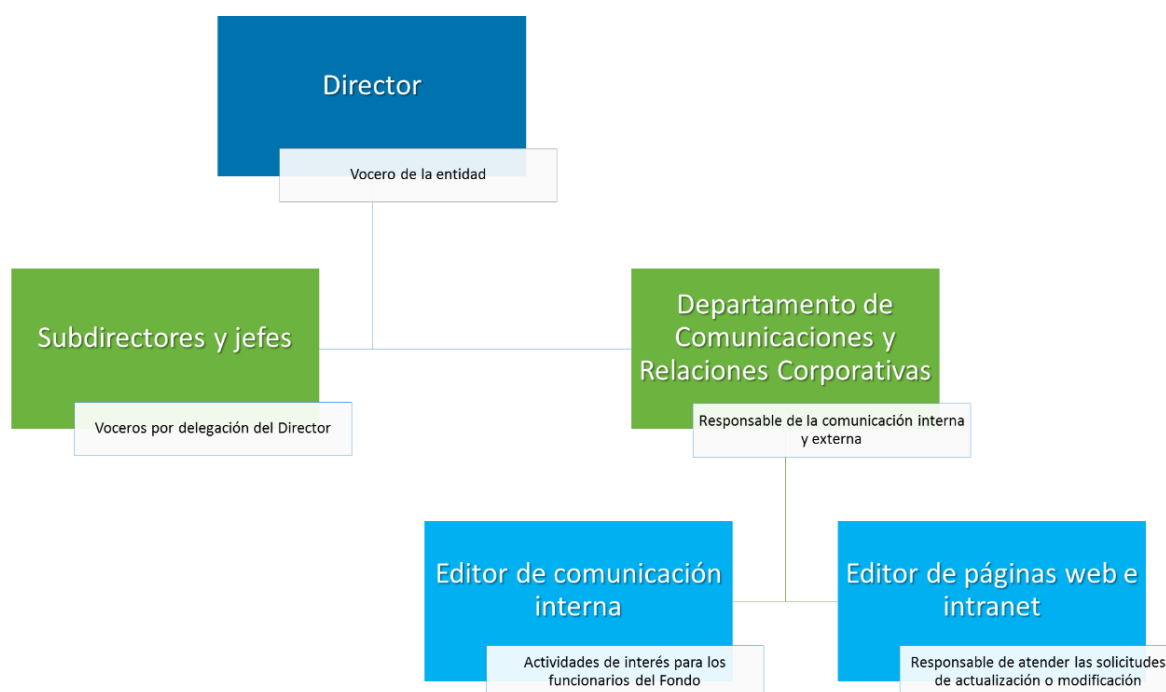 Director
Vocero de la entidad
Subdirectores y jefes
Voceros por delegación del Director
Departamento de
Comunicaciones y
Relaciones Corporativas
Responsable de la comunicación interna
y externa
Editor de comunicación
interna
Actividades de interés para los
funcionarios del Fondo
Editor de páginas web e
intranet
Responsable de atender las solicitudes
de actualización o modificación